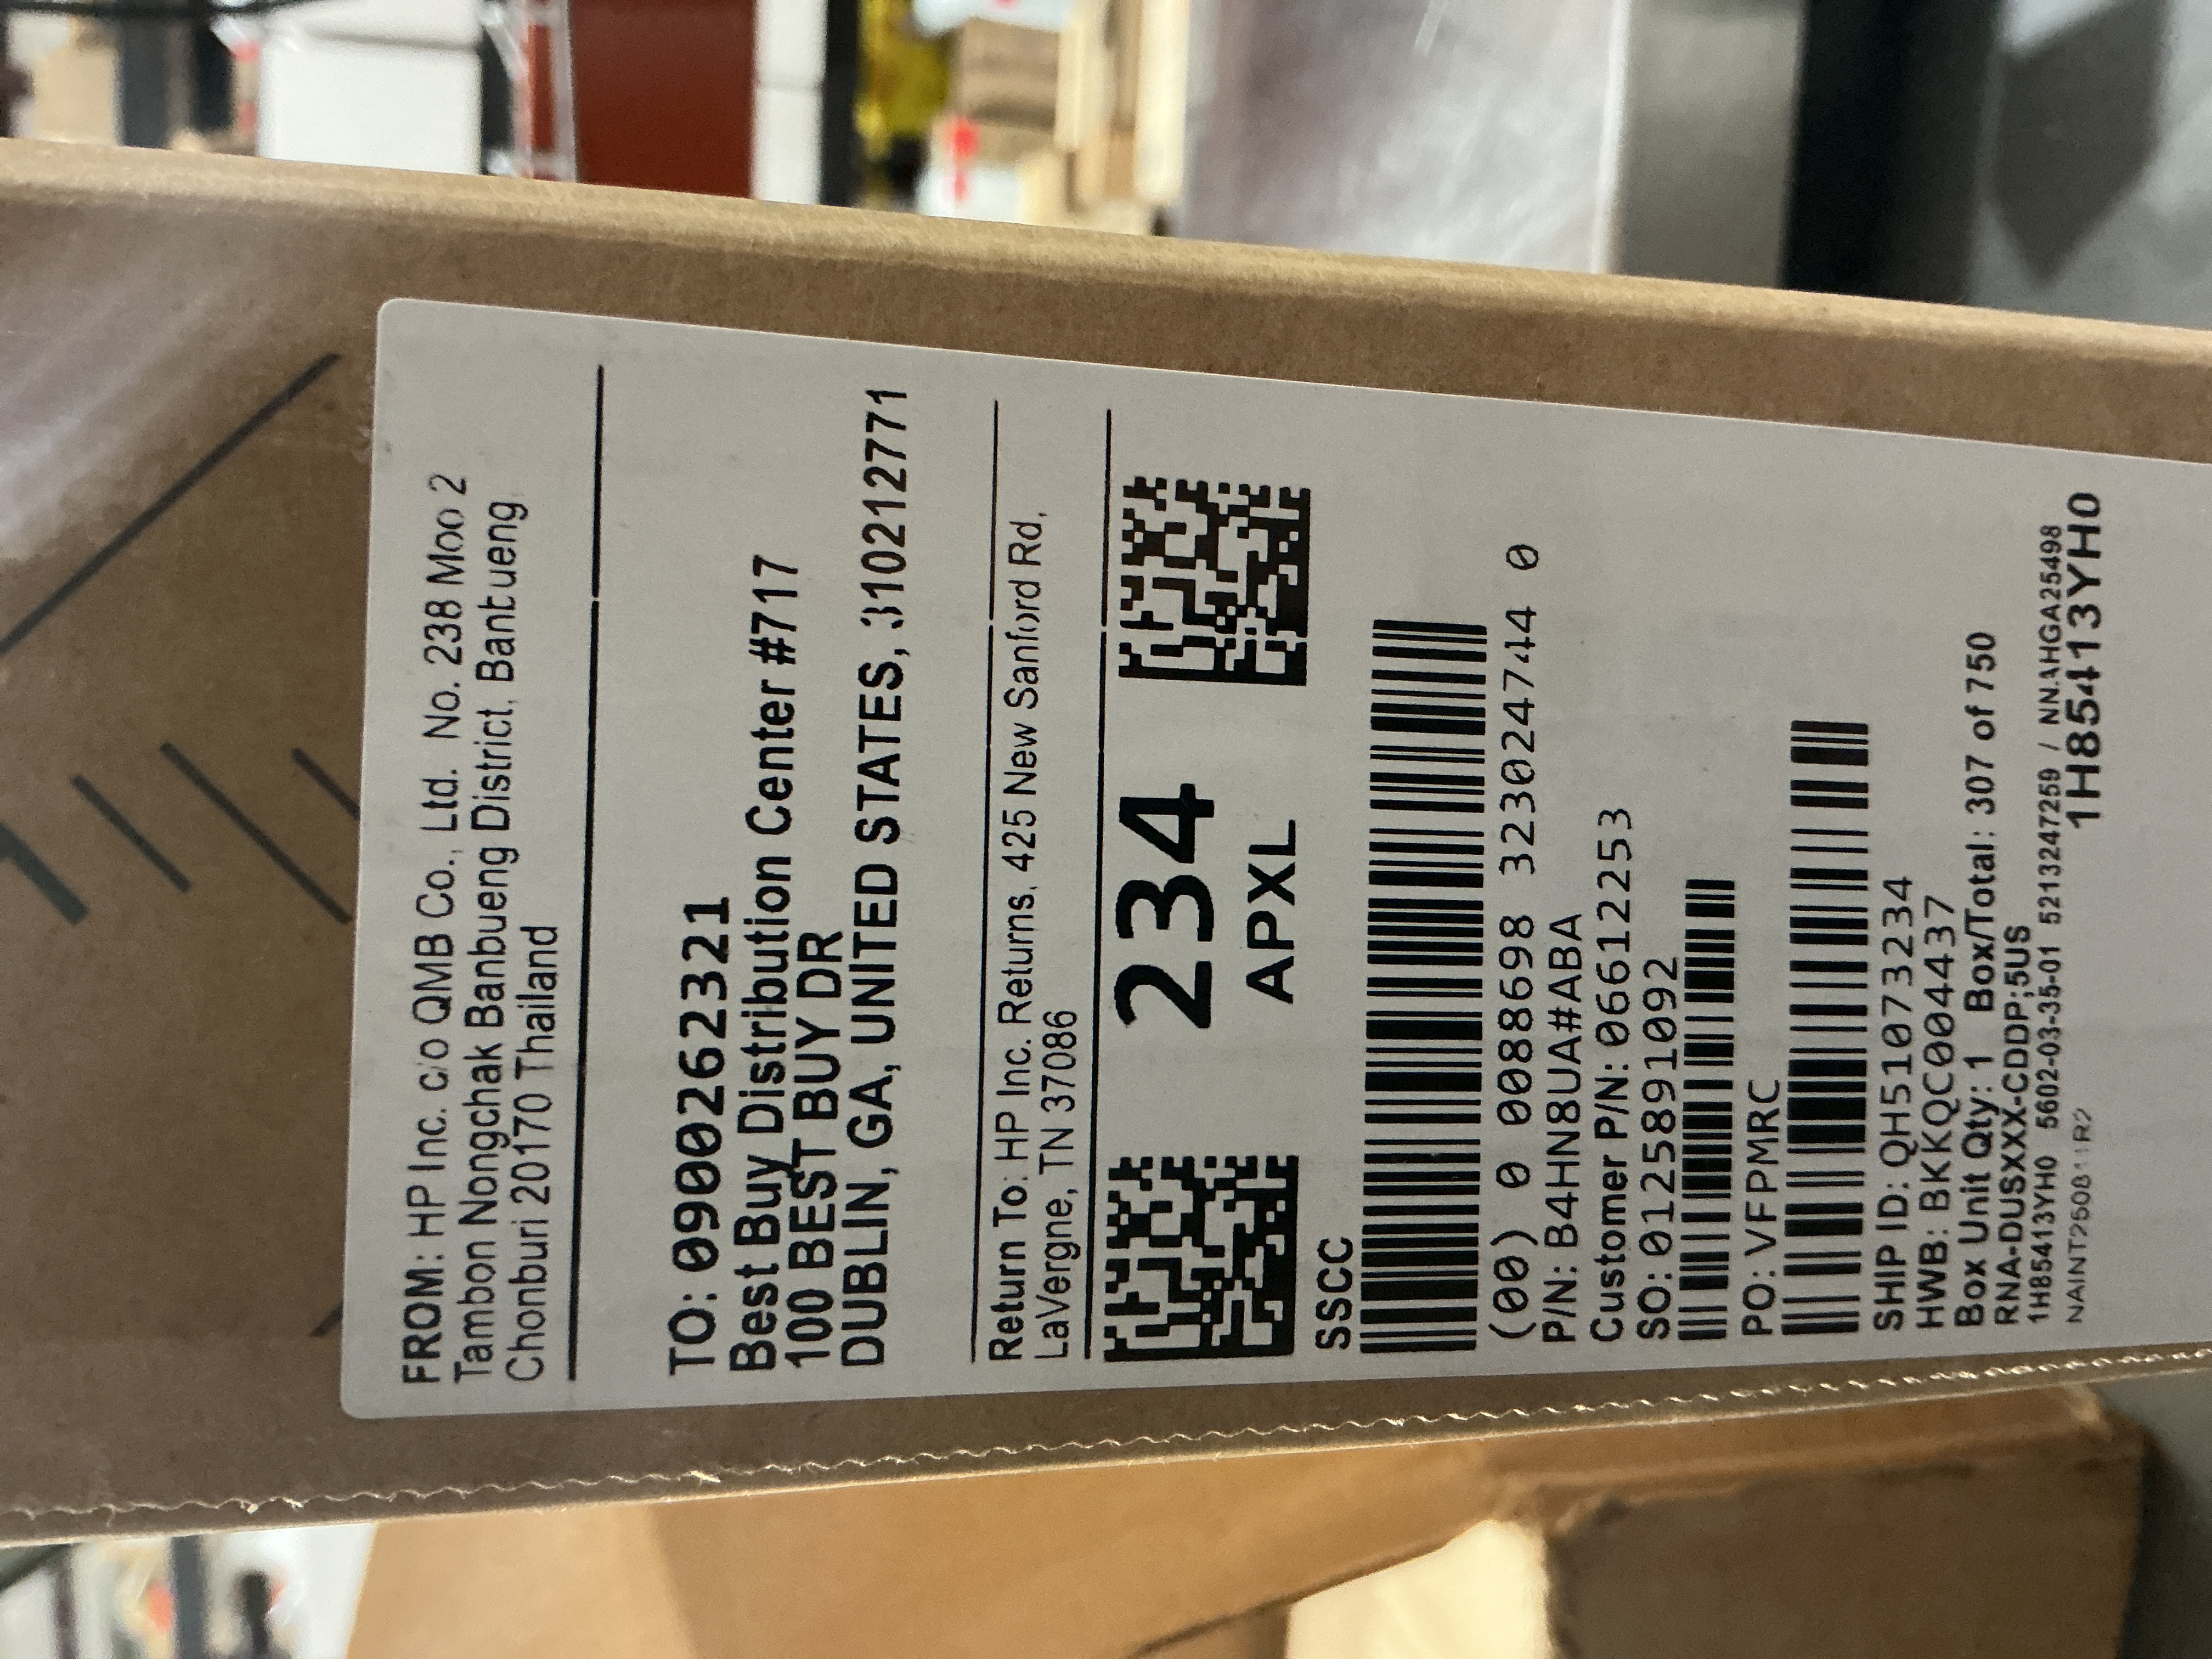 FROM: HP Inc. c/o QMB Co., Ltd. No. 238 Moo 2
Tambon Nongchak Banbueng District, Bantueng
Chonburi 20170 Thailand
TO: 0900262321
Best Buy Distribution Center #717
100 BEST BUY DR
DUBLIN, GA, UNITED STATES, 310212771
Return To: HP Inc. Returns, 425 New Sanford Rd,
LaVergne, TN 37086
234
APXL
SSCC
(00) 0 0088698 323024744 0
P/N: B4HN8UA#ABA
Customer P/N: 06612253
SO: 0125891092
PO: VFPMRC
SHIP ID: QH51073234
HWB: BKKQC004437
Box Unit Qty: 1 Box/Total: 307 of 750
RNA-DUSXXX-CDDP;5US
1H85413YH0 5602-03-35-01 5213247259 / NNAHGA25498
NAINT250811R2 1H85413YH0